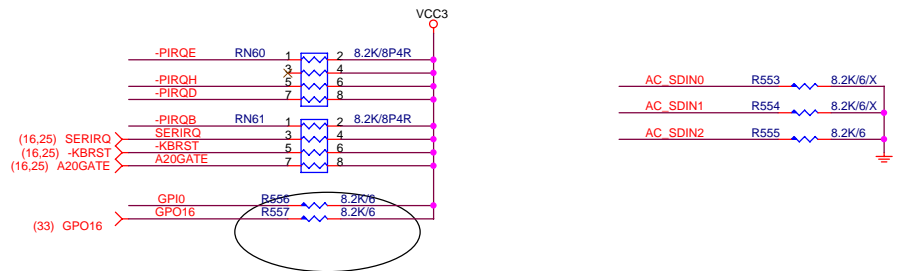 VCC3
-PIRQE RN60 1 2 8.2K/8P4R
3 4
-PIRQH 5 6
-PIRQD 7 8
-PIRQB RN61 1 2 8.2K/8P4R
(16,25) SERIRQ SERIRQ 3 4
(16,25) -KBRST -KBRST 5 6
(16,25) A20GATE A20GATE 7 8
GPI0 R556 8.2K/6
(33) GPO16 GPO16 R557 8.2K/6
AC_SDIN0 R553 8.2K/6/X
AC_SDIN1 R554 8.2K/6/X
AC_SDIN2 R555 8.2K/6